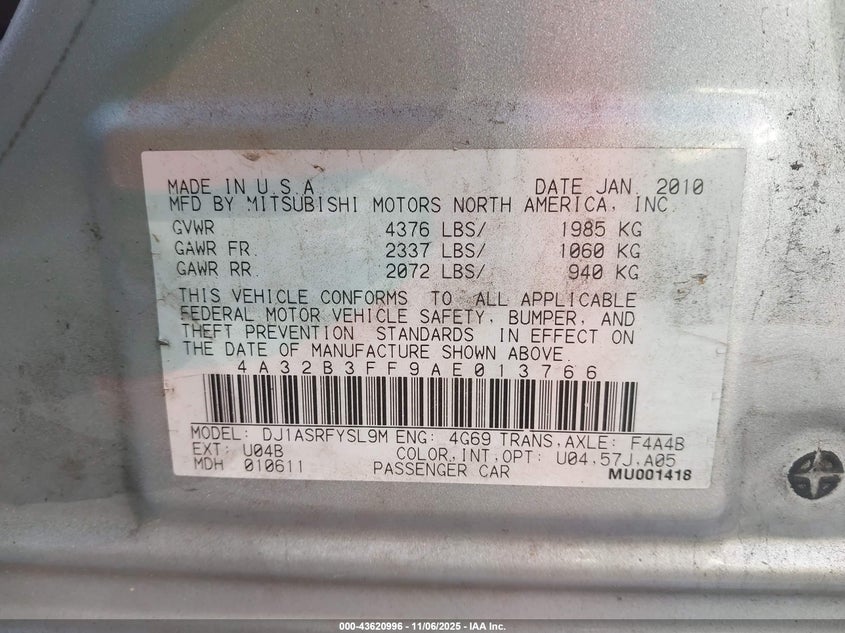 MADE IN U.S.A. DATE JAN. 2010
MFD BY MITSUBISHI MOTORS NORTH AMERICA, INC.
GVWR 4376 LBS/ 1985 KG
GAWR FR. 2337 LBS/ 1060 KG
GAWR RR. 2072 LBS/ 940 KG
THIS VEHICLE CONFORMS TO ALL APPLICABLE
FEDERAL MOTOR VEHICLE SAFETY, BUMPER, AND
THEFT PREVENTION STANDARDS IN EFFECT ON
THE DATE OF MANUFACTURE SHOWN ABOVE.
4A32B3FF9AE013766
MODEL: DJ1ASRFYSL9M ENG: 4G69 TRANS,AXLE: F4A4B
EXT: U04B COLOR,INT,OPT: U04,57J,A05
MDH 010611 PASSENGER CAR MU001418
000-43620996 - 11/06/2025 - IAA Inc.